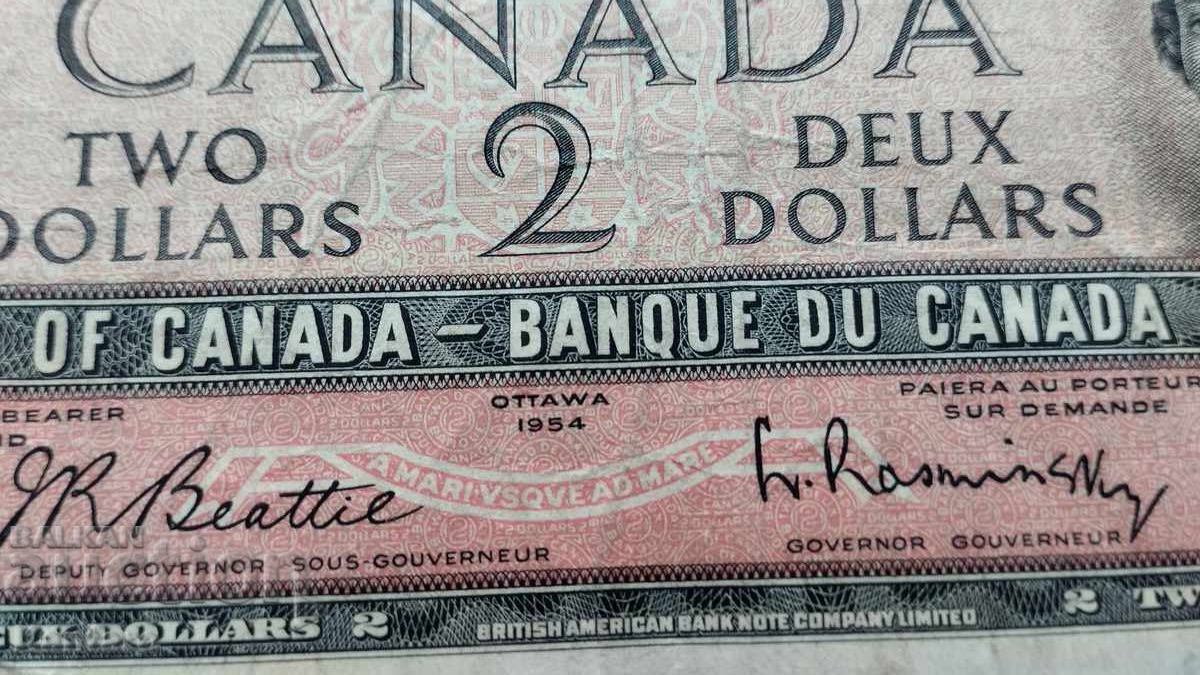 CANADA
TWO 2 DEUX
DOLLARS DOLLARS
OF CANADA – BANQUE DU CANADA
BEARER OTTAWA PAIERA AU PORTEUR
1954 SUR DEMANDE
A MARI VSQVE AD MARE
JR Beattie L. Rasminsky
BALKAN
DEPUTY GOVERNOR SOUS-GOUVERNEUR GOVERNOR GOUVERNEUR
DOLLARS 2 BRITISH AMERICAN BANK NOTE COMPANY LIMITED 2